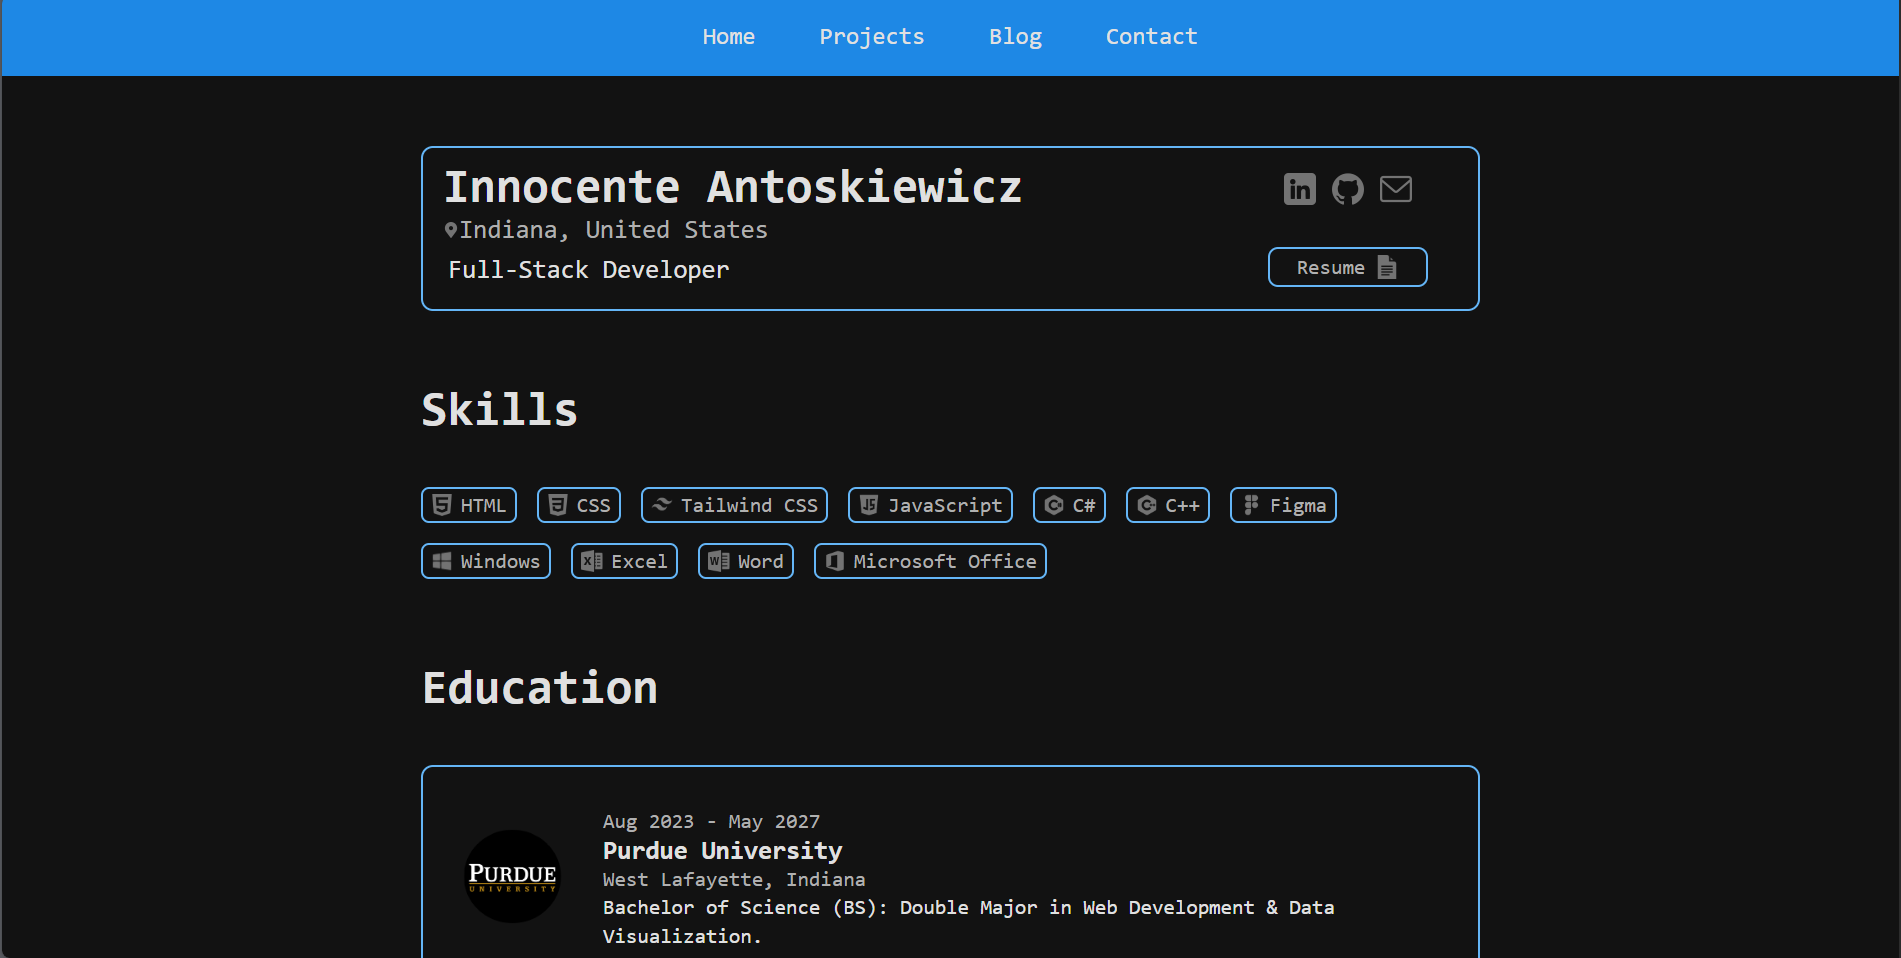 Home Projects Blog Contact
Innocente Antoskiewicz
Indiana, United States
Full-Stack Developer
Resume
Skills
HTML CSS Tailwind CSS JavaScript C# C++ Figma
Windows Excel Word Microsoft Office
Education
Aug 2023 - May 2027
Purdue University
West Lafayette, Indiana
Bachelor of Science (BS): Double Major in Web Development & Data
Visualization.
PURDUE
UNIVERSITY